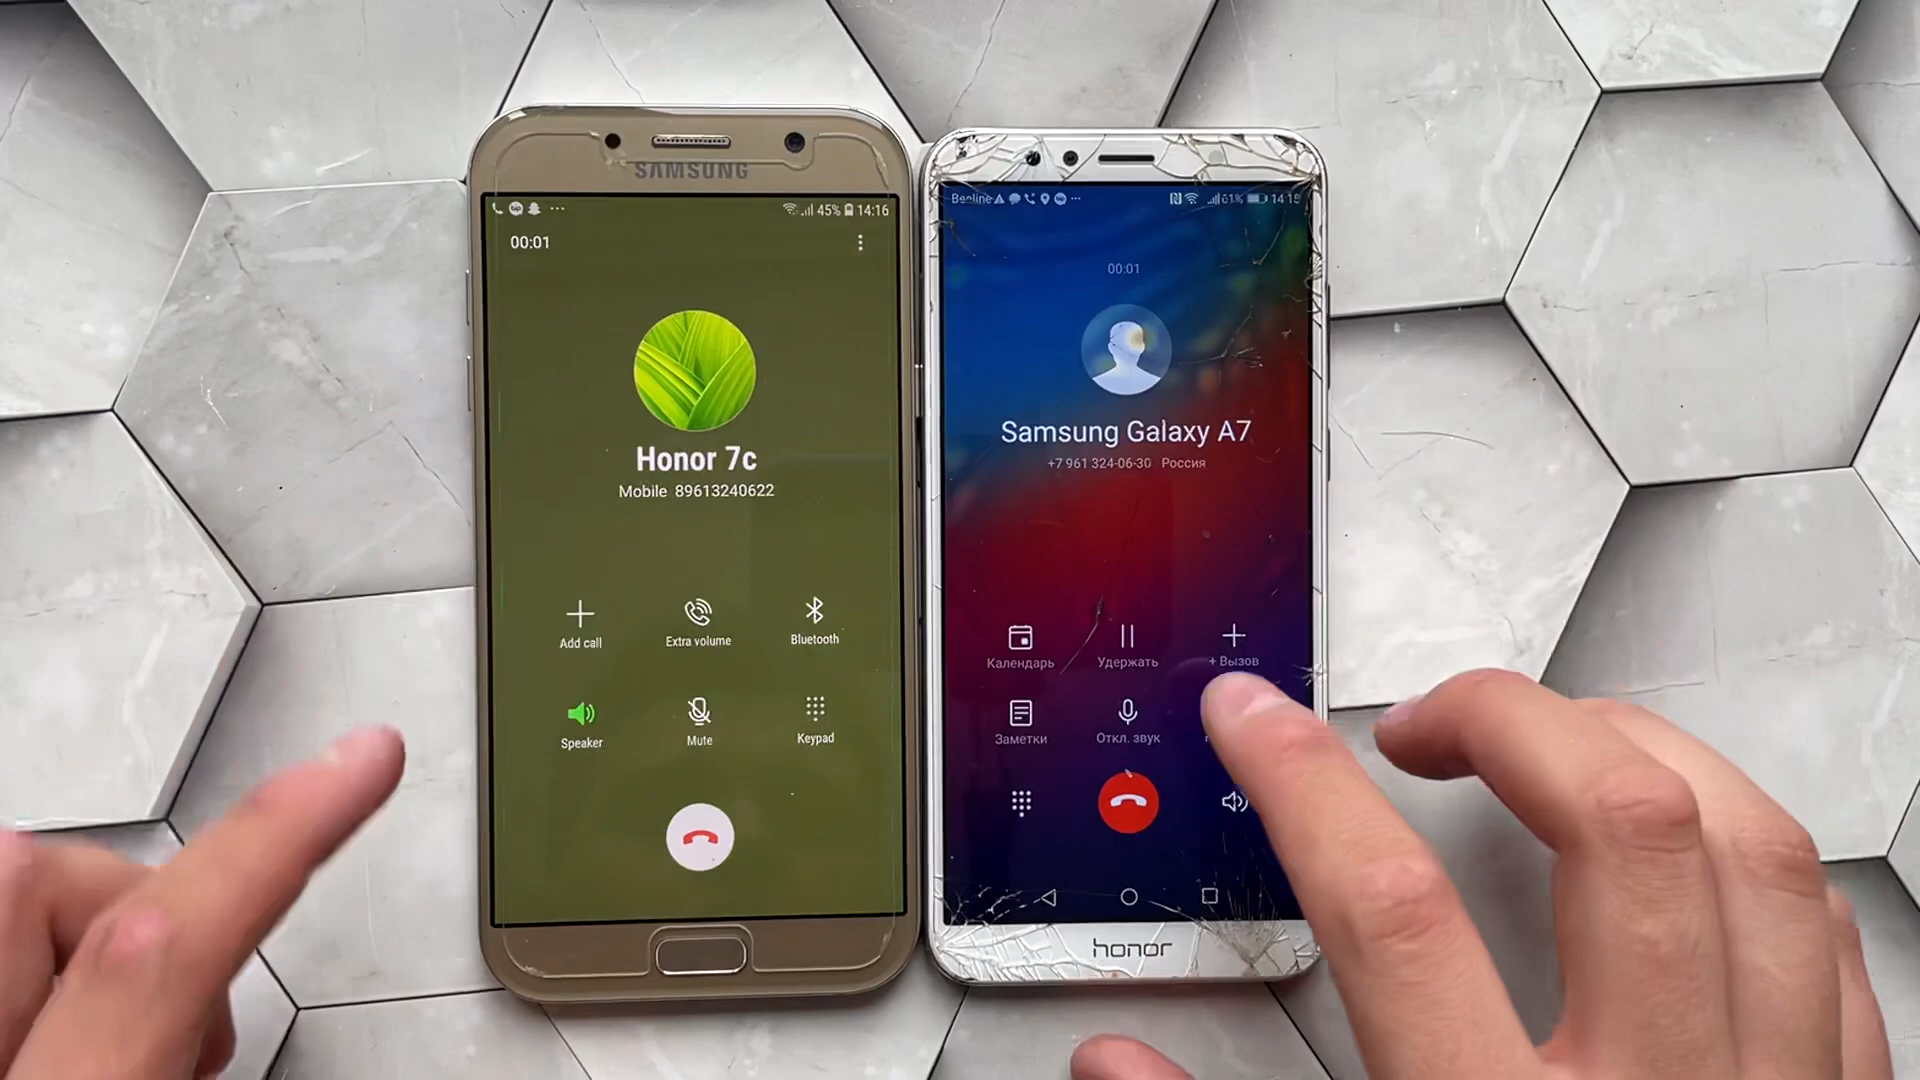 SAMSUNG
45% 14:16
00:01
Honor 7c
Mobile 89613240622
Add call
Extra volume
Bluetooth
Speaker
Mute
Keypad
Beeline
61% 14:15
00:01
Samsung Galaxy A7
+7 961 324-06-30 Россия
Календарь
Удержать
+ Вызов
Заметки
Откл. звук
honor